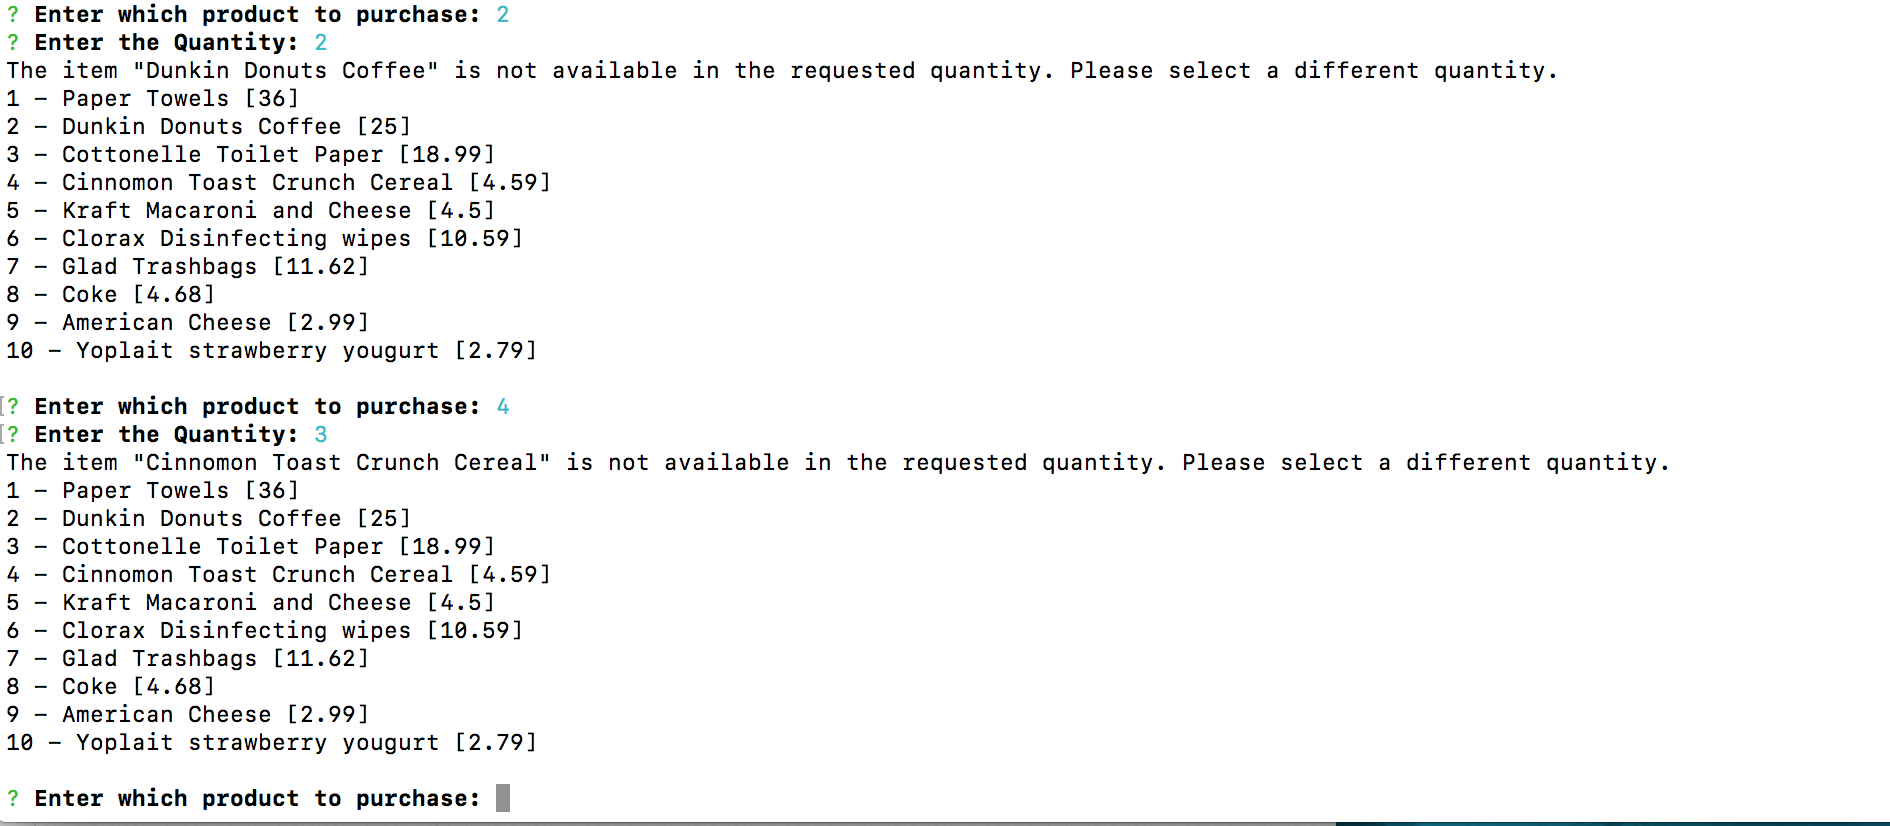 ? Enter which product to purchase: 2
? Enter the Quantity: 2
The item "Dunkin Donuts Coffee" is not available in the requested quantity. Please select a different quantity.
1 – Paper Towels [36]
2 – Dunkin Donuts Coffee [25]
3 – Cottonelle Toilet Paper [18.99]
4 – Cinnomon Toast Crunch Cereal [4.59]
5 – Kraft Macaroni and Cheese [4.5]
6 – Clorax Disinfecting wipes [10.59]
7 – Glad Trashbags [11.62]
8 – Coke [4.68]
9 – American Cheese [2.99]
10 – Yoplait strawberry yougurt [2.79]
[? Enter which product to purchase: 4
[? Enter the Quantity: 3
The item "Cinnomon Toast Crunch Cereal" is not available in the requested quantity. Please select a different quantity.
1 – Paper Towels [36]
2 – Dunkin Donuts Coffee [25]
3 – Cottonelle Toilet Paper [18.99]
4 – Cinnomon Toast Crunch Cereal [4.59]
5 – Kraft Macaroni and Cheese [4.5]
6 – Clorax Disinfecting wipes [10.59]
7 – Glad Trashbags [11.62]
8 – Coke [4.68]
9 – American Cheese [2.99]
10 – Yoplait strawberry yougurt [2.79]
? Enter which product to purchase: